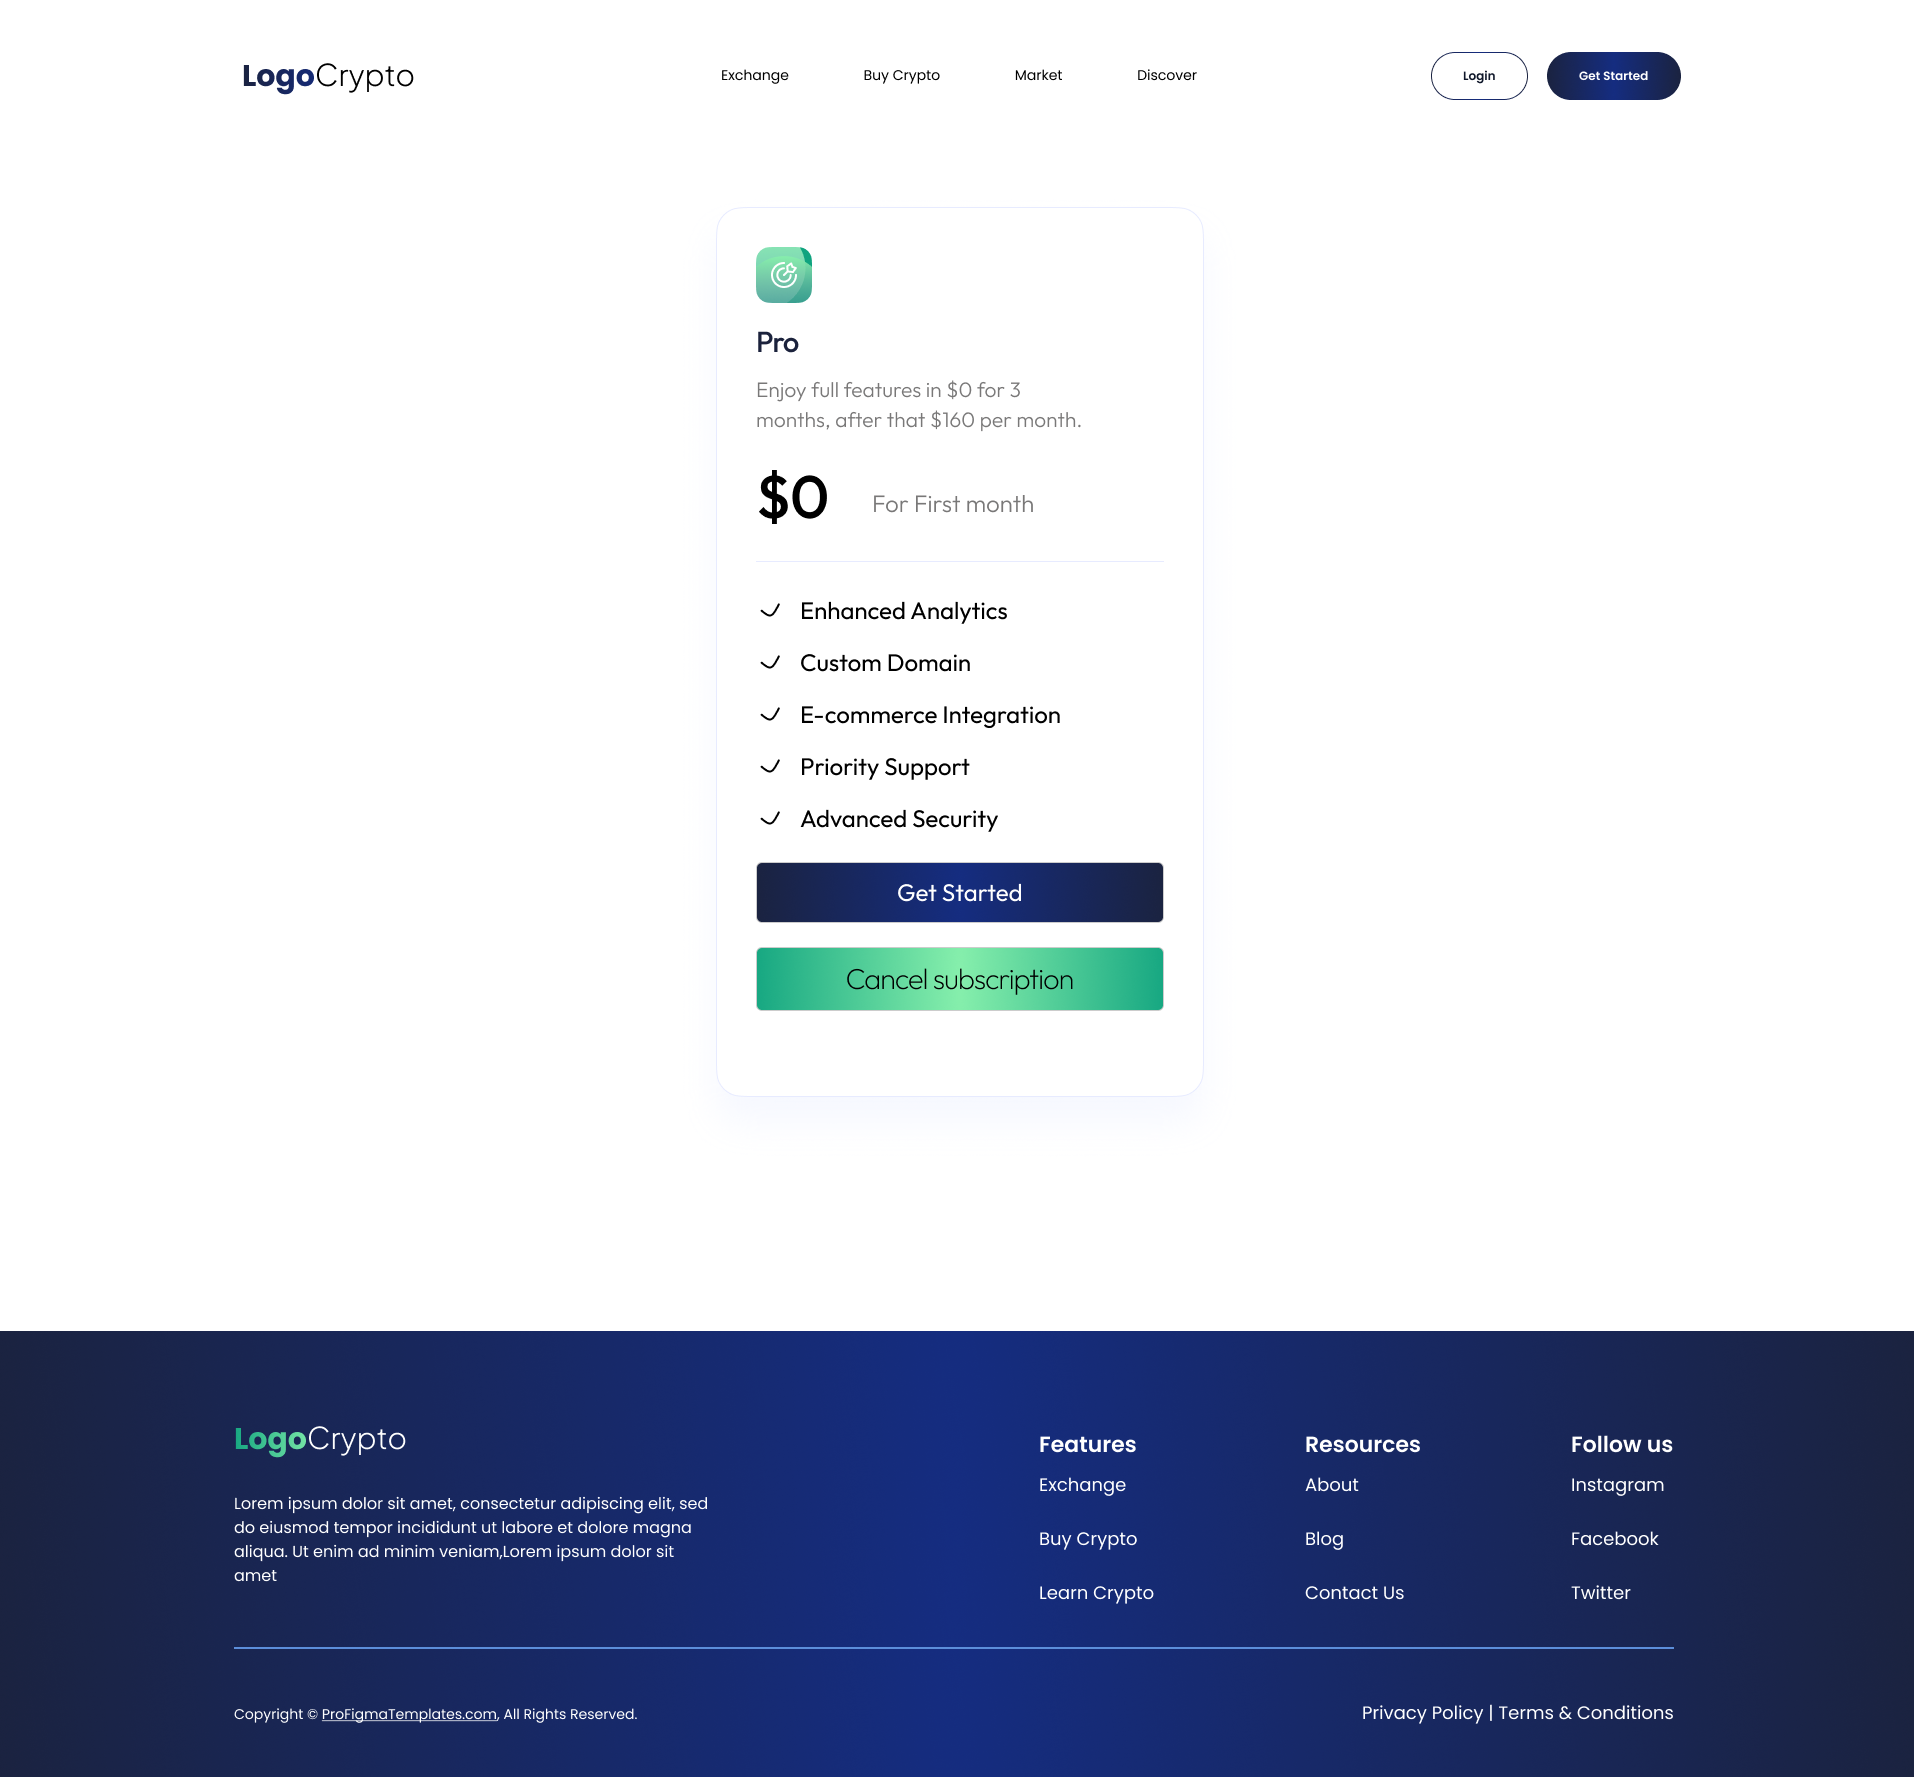 LogoCrypto
Exchange
Buy Crypto
Market
Discover
Login
Get Started
Pro
Enjoy full features in $0 for 3
months, after that $160 per month.
$0
For First month
Enhanced Analytics
Custom Domain
E-commerce Integration
Priority Support
Advanced Security
Get Started
Cancel subscription
LogoCrypto
Lorem ipsum dolor sit amet, consectetur adipiscing elit, sed
do eiusmod tempor incididunt ut labore et dolore magna
aliqua. Ut enim ad minim veniam,Lorem ipsum dolor sit
amet
Features
Exchange
Buy Crypto
Learn Crypto
Resources
About
Blog
Contact Us
Follow us
Instagram
Facebook
Twitter
Copyright © ProFigmaTemplates.com, All Rights Reserved.
Privacy Policy | Terms & Conditions